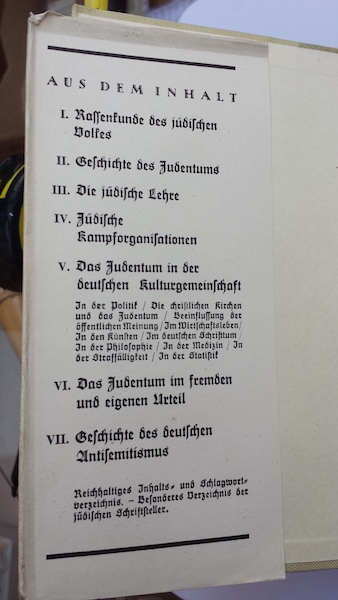 AUS DEM INHALT
I. Rassenkunde des jüdischen
Volkes
II. Geschichte des Judentums
III. Die jüdische Lehre
IV. Jüdische
Kampforganisationen
V. Das Judentum in der
deutschen Kulturgemeinschaft
In der Politik / Die christlichen Kirchen
und das Judentum / Beeinflussung der
öffentlichen Meinung / Im Wirtschaftsleben /
In den Künsten / Im deutschen Schrifttum
In der Philosophie / In der Medizin / In
der Straffälligkeit / In der Statistik
VI. Das Judentum im fremden
und eigenen Urteil
VII. Geschichte des deutschen
Antisemitismus
Reichhaltiges Inhalts- und Schlagwort-
verzeichnis. – Besonderes Verzeichnis der
jüdischen Schriftsteller.